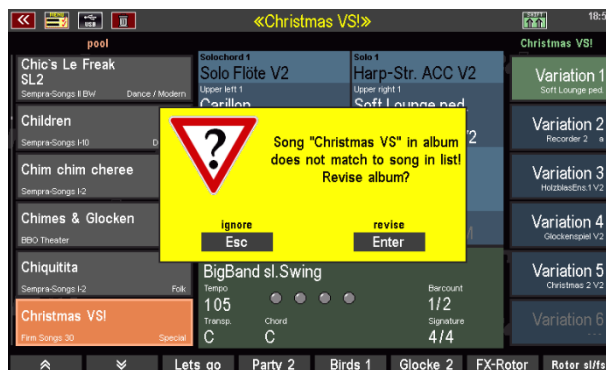 «Christmas VS!»
18:5
pool
Christmas VS!
Chic's Le Freak
SL2
Sempra-Songs II BW Dance / Modern
Children
Sempra-Songs I-10 D
Chim chim cheree
Sempra-Songs I-2
Chimes & Glocken
BBO Theater
Chiquitita
Sempra-Songs I-2 Folk
Christmas VS!
Firm Songs 30 Special
Solochord 1
Solo Flöte V2
Solo 1
Harp-Str. ACC V2
Upper left 1
Carillon
Upper right 1
Soft Lounge ped.
?
Song "Christmas VS" in album
does not match to song in list!
Revise album?
ignore
Esc
revise
Enter
BigBand sl.Swing
Tempo
105
Barcount
1/2
Transp.
C
Chord
C
Signature
4/4
Variation 1
Soft Lounge ped.
Variation 2
Recorder 2 a
Variation 3
HolzblasEns.1 V2
Variation 4
Glockenspiel V2
Variation 5
Christmas 2 V2
Variation 6
Lets go Party 2 Birds 1 Glocke 2 FX-Rotor Rotor sl/fs